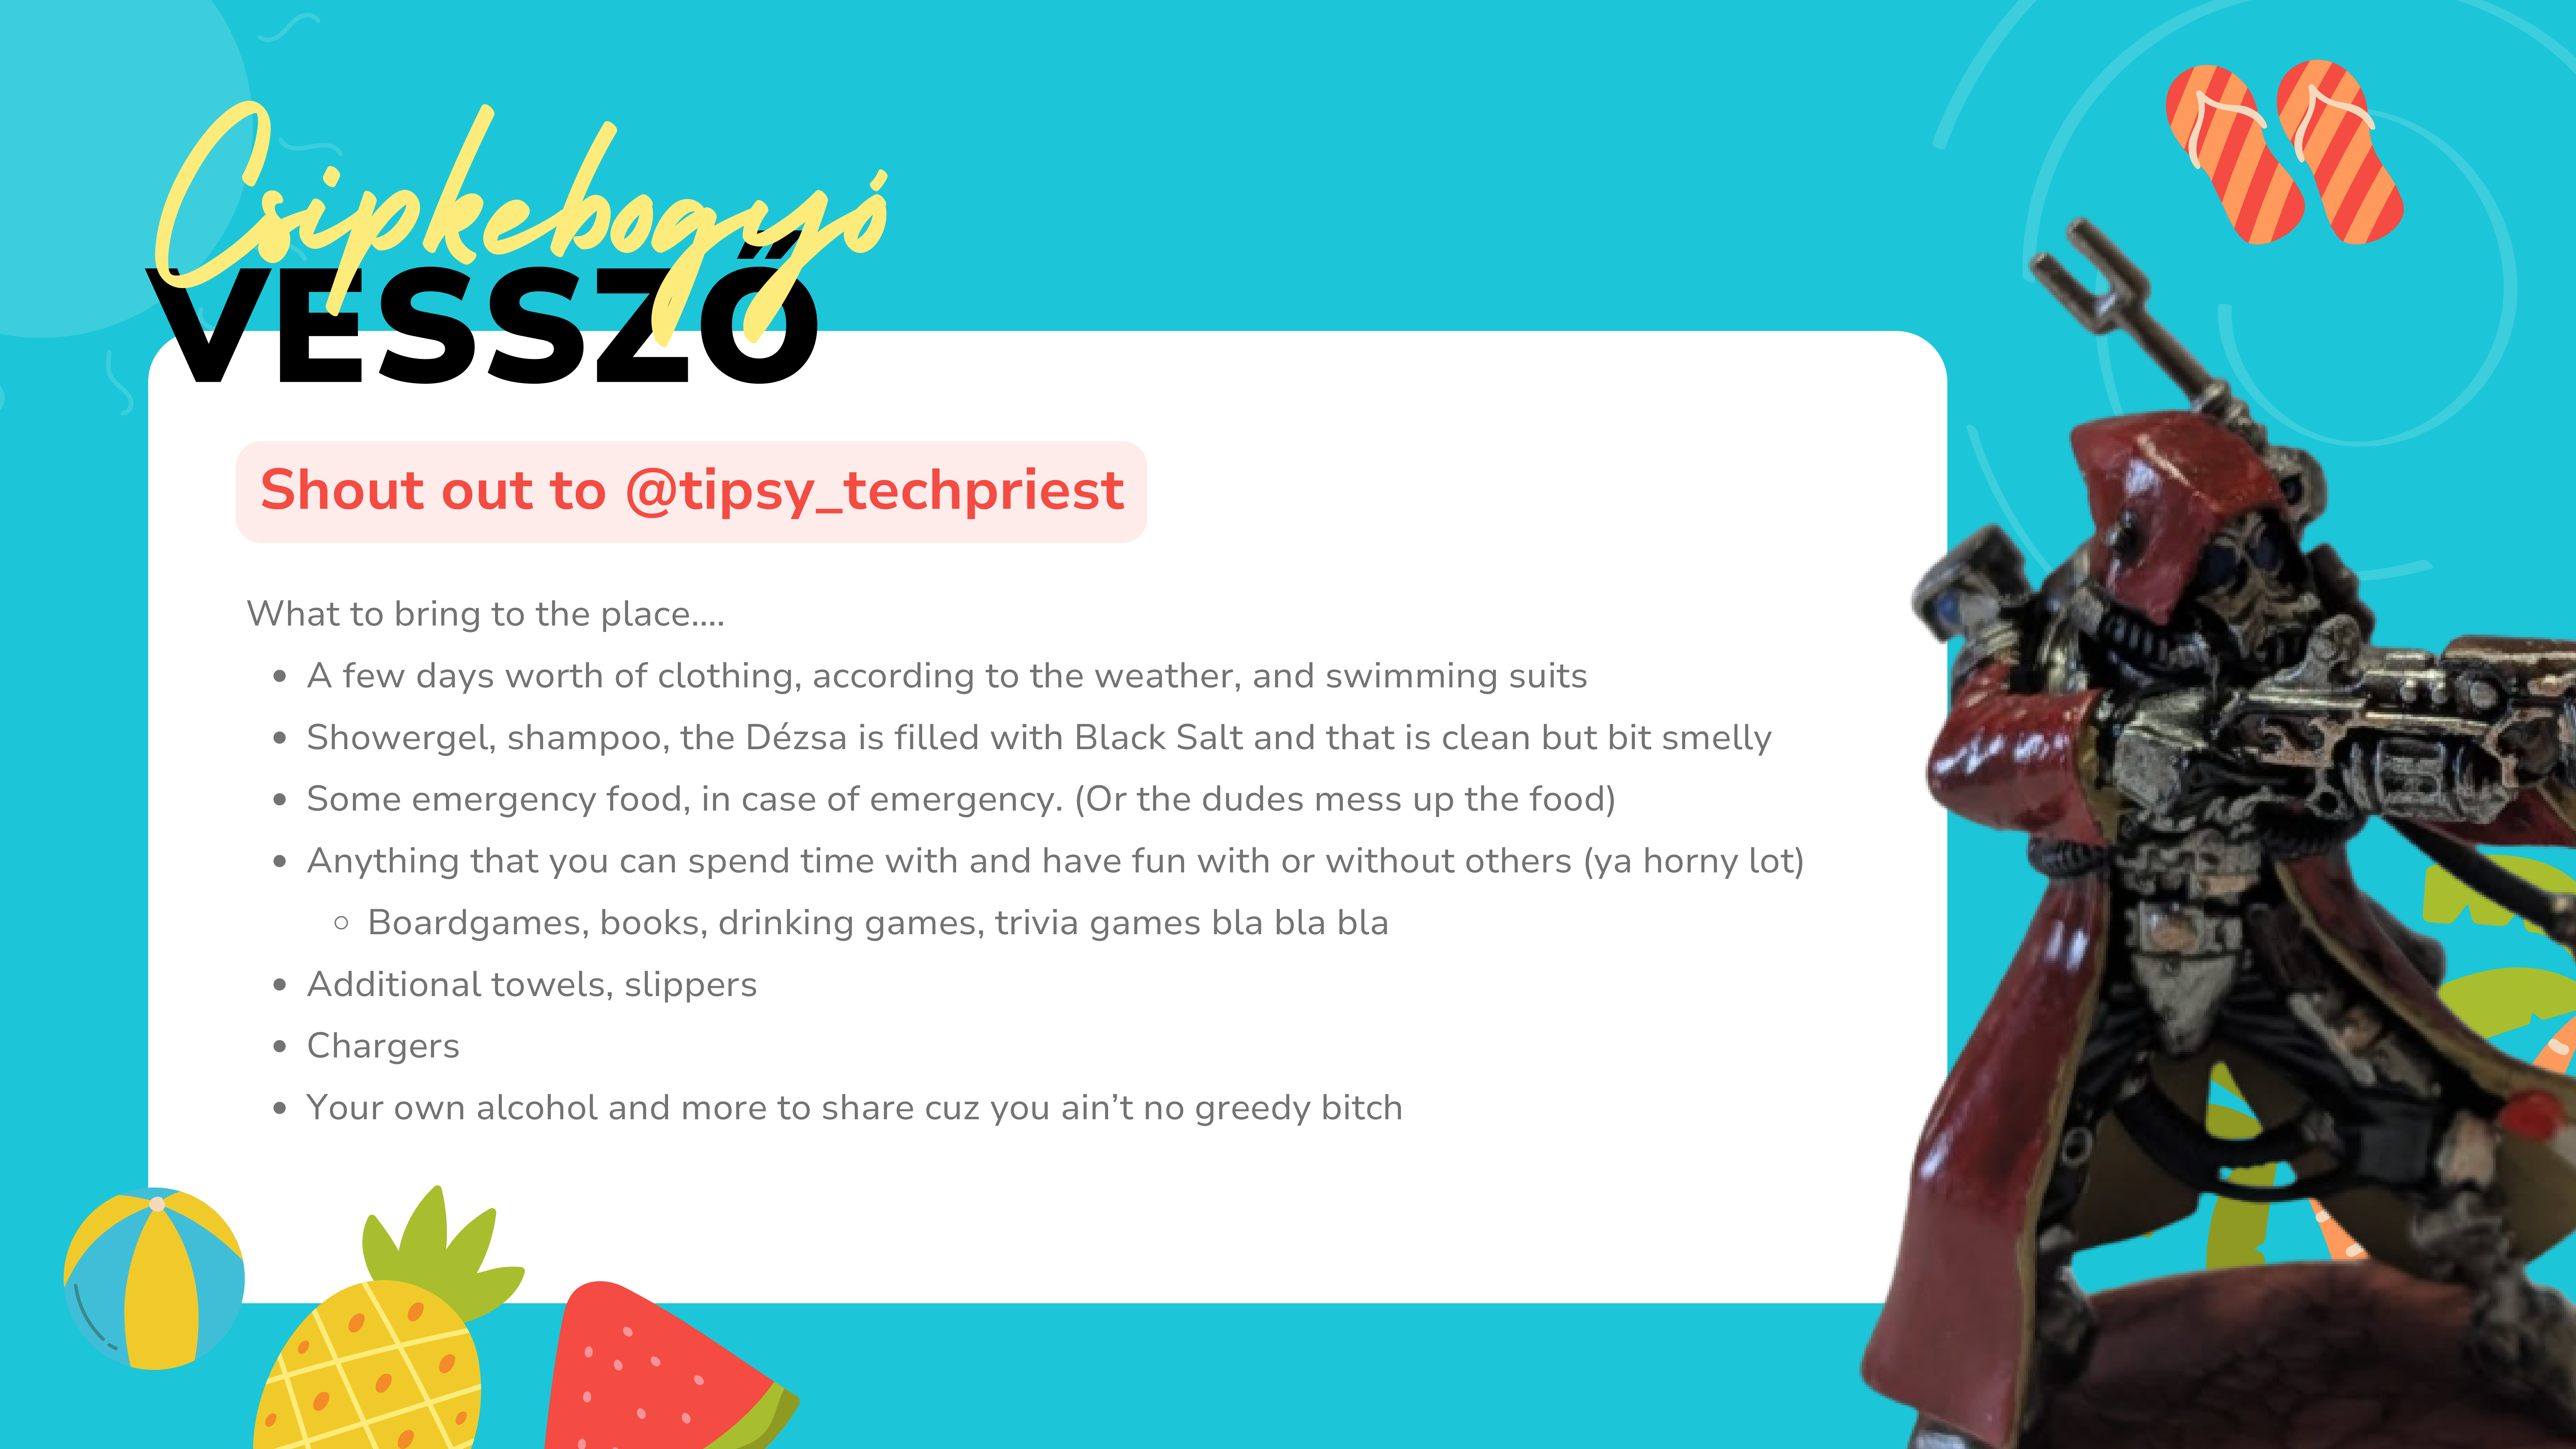 Csipkebogyó
VESSZŐ
Shout out to @tipsy_techpriest
What to bring to the place....
• A few days worth of clothing, according to the weather, and swimming suits
• Showergel, shampoo, the Dézsa is filled with Black Salt and that is clean but bit smelly
• Some emergency food, in case of emergency. (Or the dudes mess up the food)
• Anything that you can spend time with and have fun with or without others (ya horny lot)
◦ Boardgames, books, drinking games, trivia games bla bla bla
• Additional towels, slippers
• Chargers
• Your own alcohol and more to share cuz you ain’t no greedy bitch